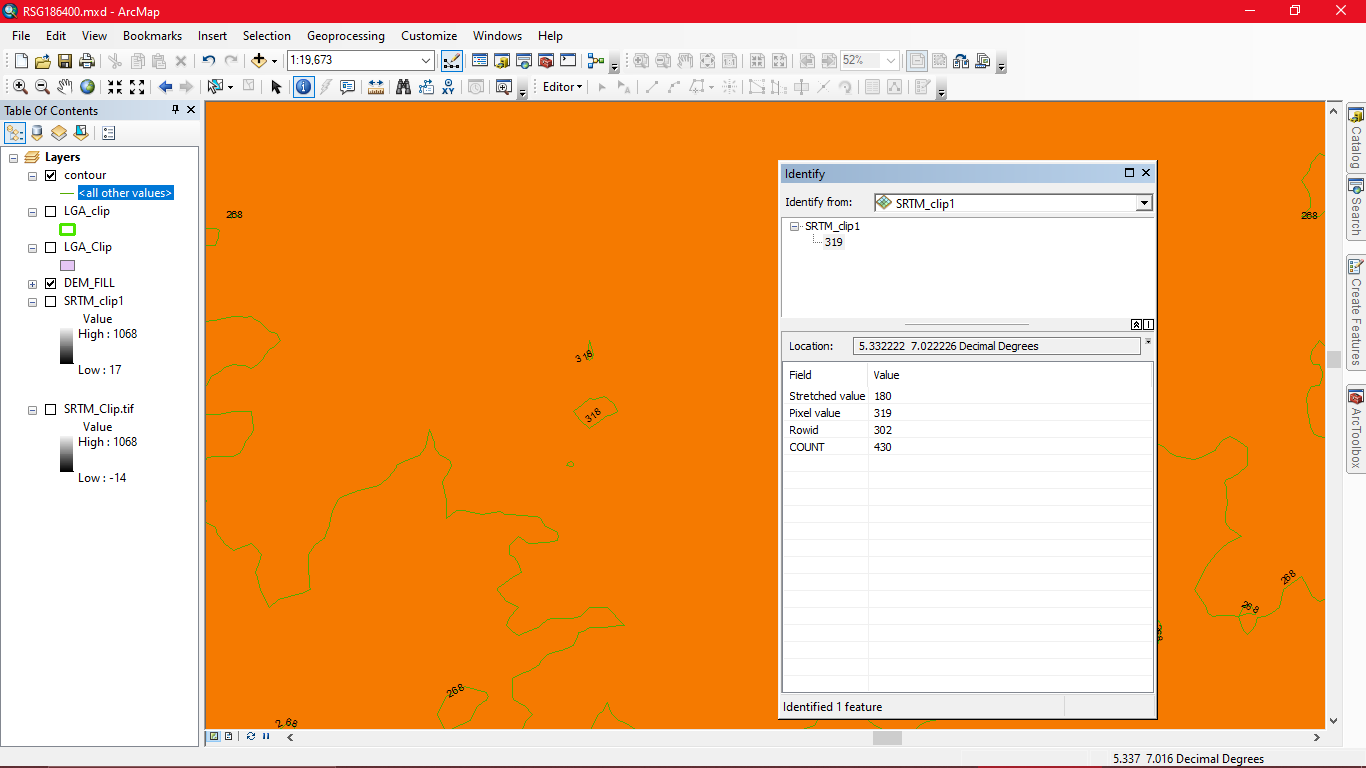 RSG186400.mxd - ArcMap
File Edit View Bookmarks Insert Selection Geoprocessing Customize Windows Help
1:19,673
52%
Editor
Table Of Contents
Layers
contour
<all other values>
LGA_clip
LGA_Clip
DEM_FILL
SRTM_clip1
Value
High : 1068
Low : 17
SRTM_Clip.tif
Value
High : 1068
Low : -14
268
318
318
268
2 68
268
268
268
Identify
Identify from: SRTM_clip1
SRTM_clip1
319
Location: 5.332222 7.022226 Decimal Degrees
Field Value
Stretched value 180
Pixel value 319
Rowid 302
COUNT 430
Identified 1 feature
Catalog
Search
Create Features
ArcToolbox
5.337 7.016 Decimal Degrees